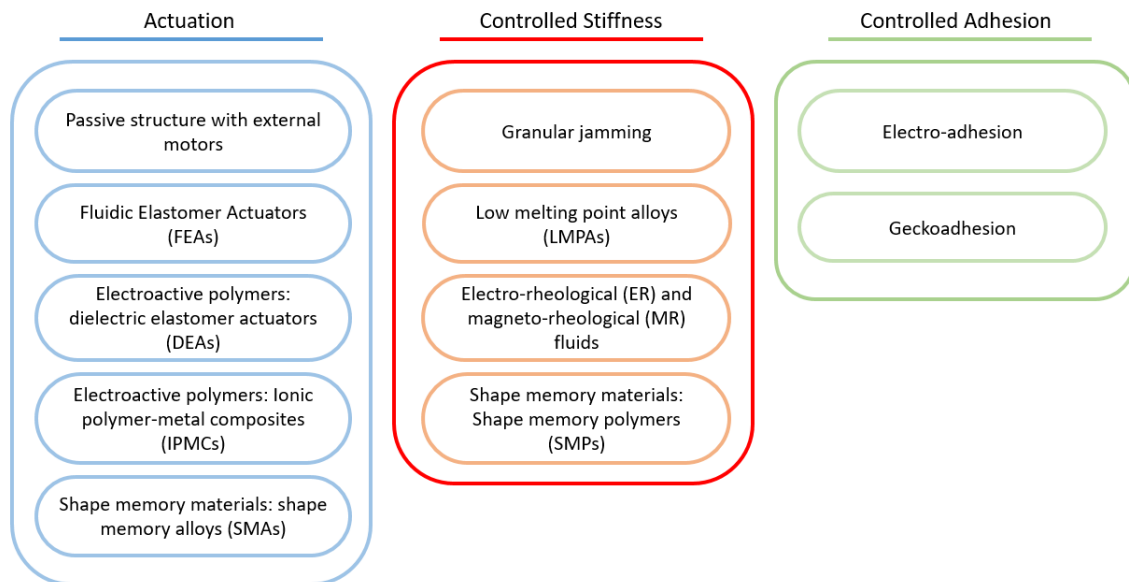 Actuation
Passive structure with external
motors
Fluidic Elastomer Actuators
(FEAs)
Electroactive polymers:
dielectric elastomer actuators
(DEAs)
Electroactive polymers: Ionic
polymer-metal composites
(IPMCs)
Shape memory materials: shape
memory alloys (SMAs)
Controlled Stiffness
Granular jamming
Low melting point alloys
(LMPAs)
Electro-rheological (ER) and
magneto-rheological (MR)
fluids
Shape memory materials:
Shape memory polymers
(SMPs)
Controlled Adhesion
Electro-adhesion
Geckoadhesion